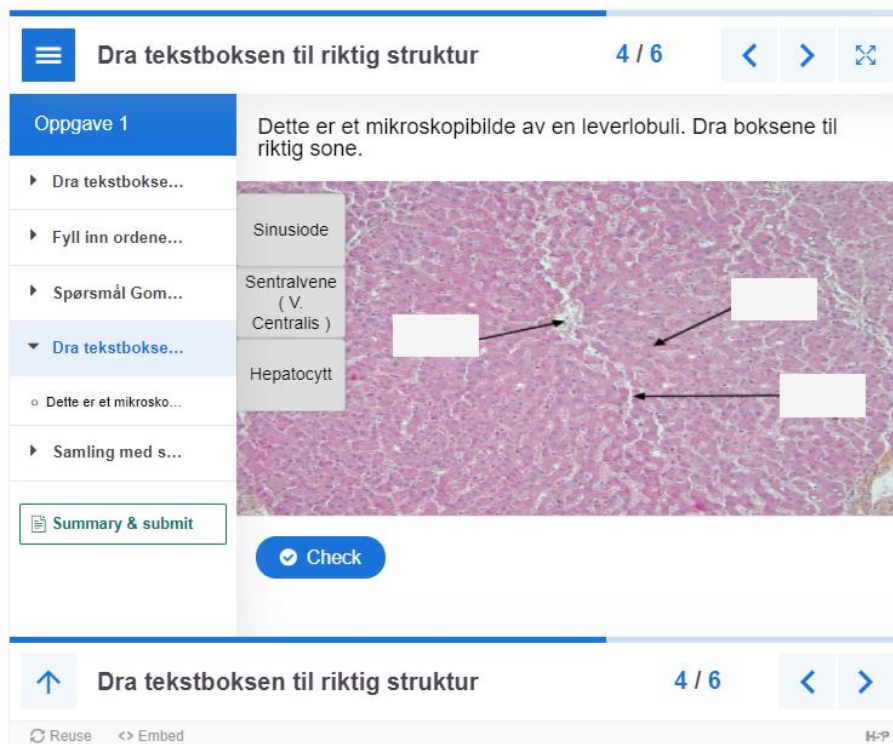 Dra tekstboksen til riktig struktur
4 / 6
Oppgave 1
Dra tekstbokse...
Fyll inn ordene...
Spørsmål Gom...
Dra tekstbokse...
Dette er et mikrosko...
Samling med s...
Summary & submit
Dette er et mikroskopibilde av en leverlobuli. Dra boksene til
riktig sone.
Sinusiode
Sentralvene
( V.
Centralis )
Hepatocytt
Check
Dra tekstboksen til riktig struktur
4 / 6
Reuse
<> Embed
H-P